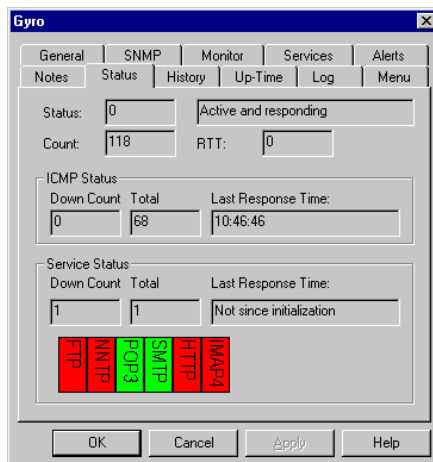 Gyro
General SNMP Monitor Services Alerts
Notes Status History Up-Time Log Menu
Status: 0 Active and responding
Count: 118 RTT: 0
ICMP Status
Down Count Total Last Response Time:
0 68 10:46:46
Service Status
Down Count Total Last Response Time:
1 1 Not since initialization
FTP NNTP POP3 SMTP HTTP IMAP4
OK Cancel Apply Help